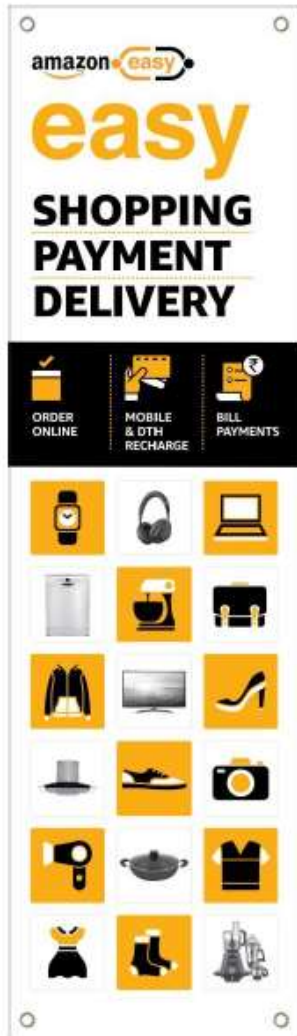 amazon easy
easy
SHOPPING
PAYMENT
DELIVERY
ORDER
ONLINE
MOBILE
& DTH
RECHARGE
₹
BILL
PAYMENTS